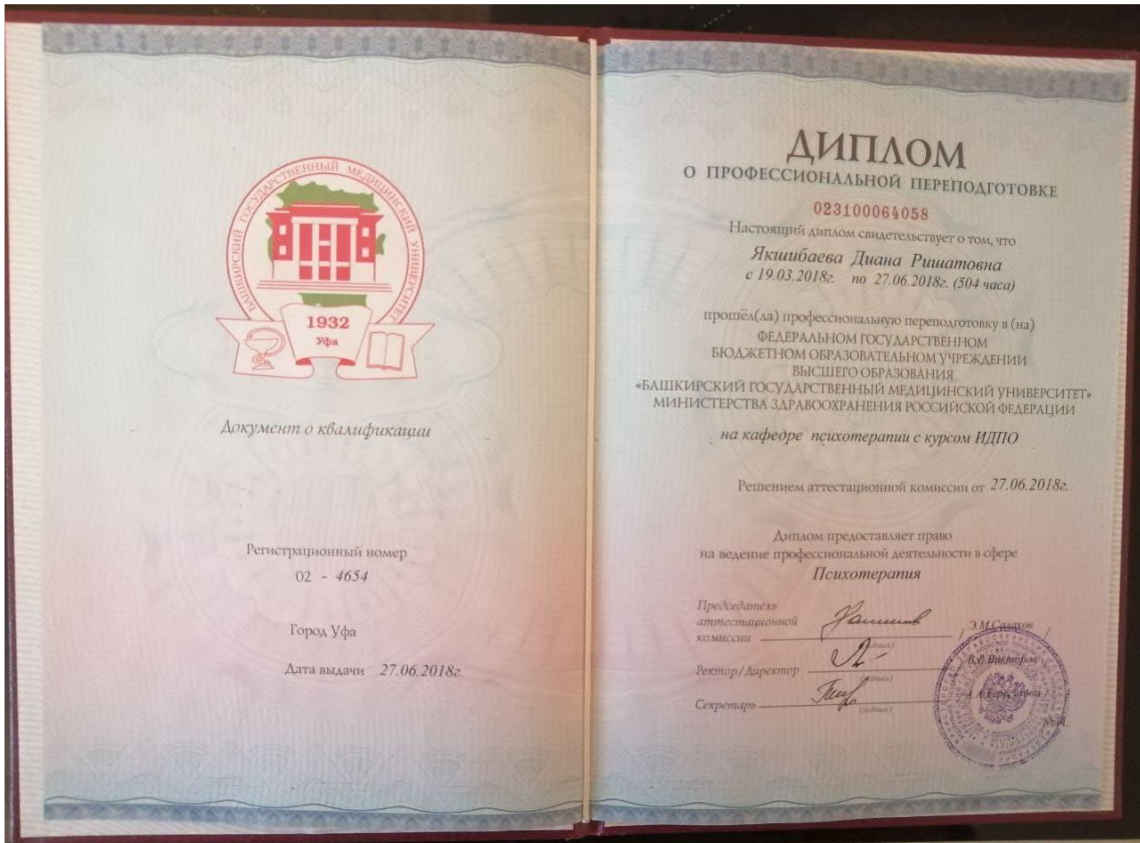 БАШКИРСКИЙ ГОСУДАРСТВЕННЫЙ МЕДИЦИНСКИЙ УНИВЕРСИТЕТ
1932
Уфа
Документ о квалификации
Регистрационный номер
02 - 4654
Город Уфа
Дата выдачи 27.06.2018г.
ДИПЛОМ
О ПРОФЕССИОНАЛЬНОЙ ПЕРЕПОДГОТОВКЕ
023100064058
Настоящий диплом свидетельствует о том, что
Якшибаева Диана Ришатовна
с 19.03.2018г. по 27.06.2018г. (504 часа)
прошёл(ла) профессиональную переподготовку в (на)
ФЕДЕРАЛЬНОМ ГОСУДАРСТВЕННОМ
БЮДЖЕТНОМ ОБРАЗОВАТЕЛЬНОМ УЧРЕЖДЕНИИ
ВЫСШЕГО ОБРАЗОВАНИЯ
«БАШКИРСКИЙ ГОСУДАРСТВЕННЫЙ МЕДИЦИНСКИЙ УНИВЕРСИТЕТ»
МИНИСТЕРСТВА ЗДРАВООХРАНЕНИЯ РОССИЙСКОЙ ФЕДЕРАЦИИ
на кафедре психотерапии с курсом ИДПО
Решением аттестационной комиссии от 27.06.2018г.
Диплом предоставляет право
на ведение профессиональной деятельности в сфере
Психотерапия
Председатель
аттестационной
комиссии
(подпись)
Ректор/Директор
(подпись)
Секретарь
(подпись)